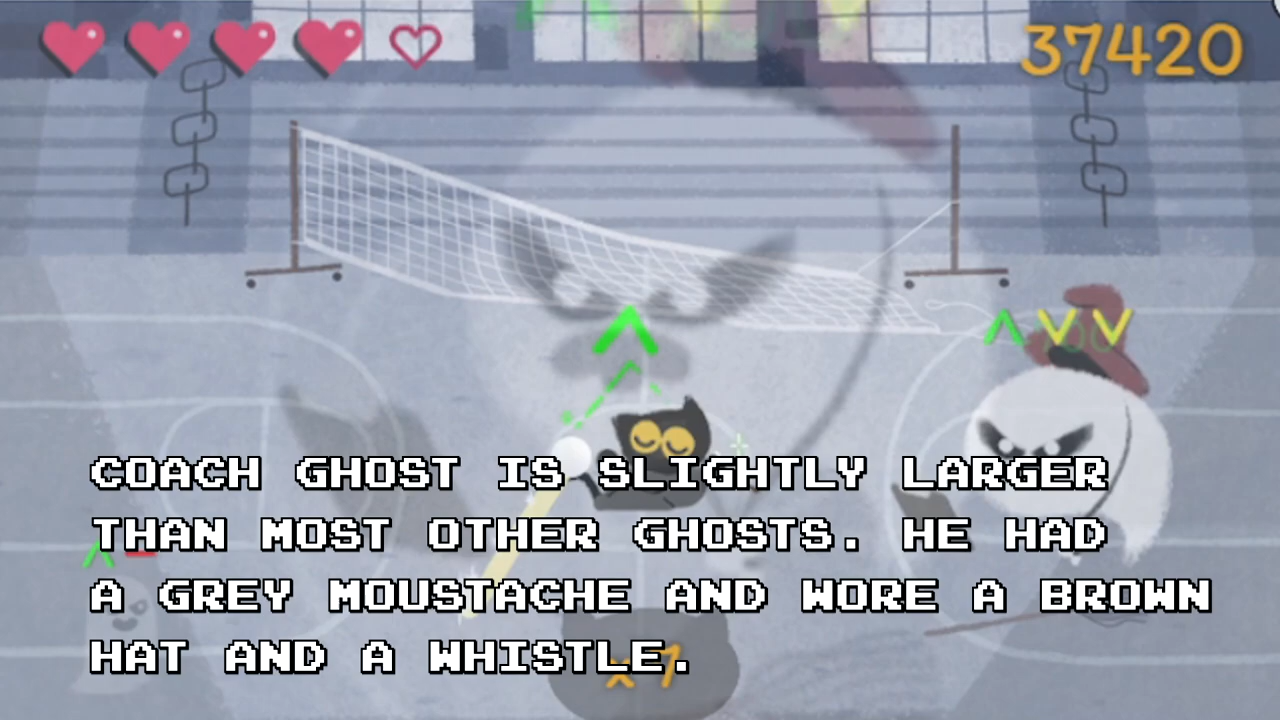 37420
COACH GHOST IS SLIGHTLY LARGER
THAN MOST OTHER GHOSTS. HE HAD
A GREY MOUSTACHE AND WORE A BROWN
HAT AND A WHISTLE.